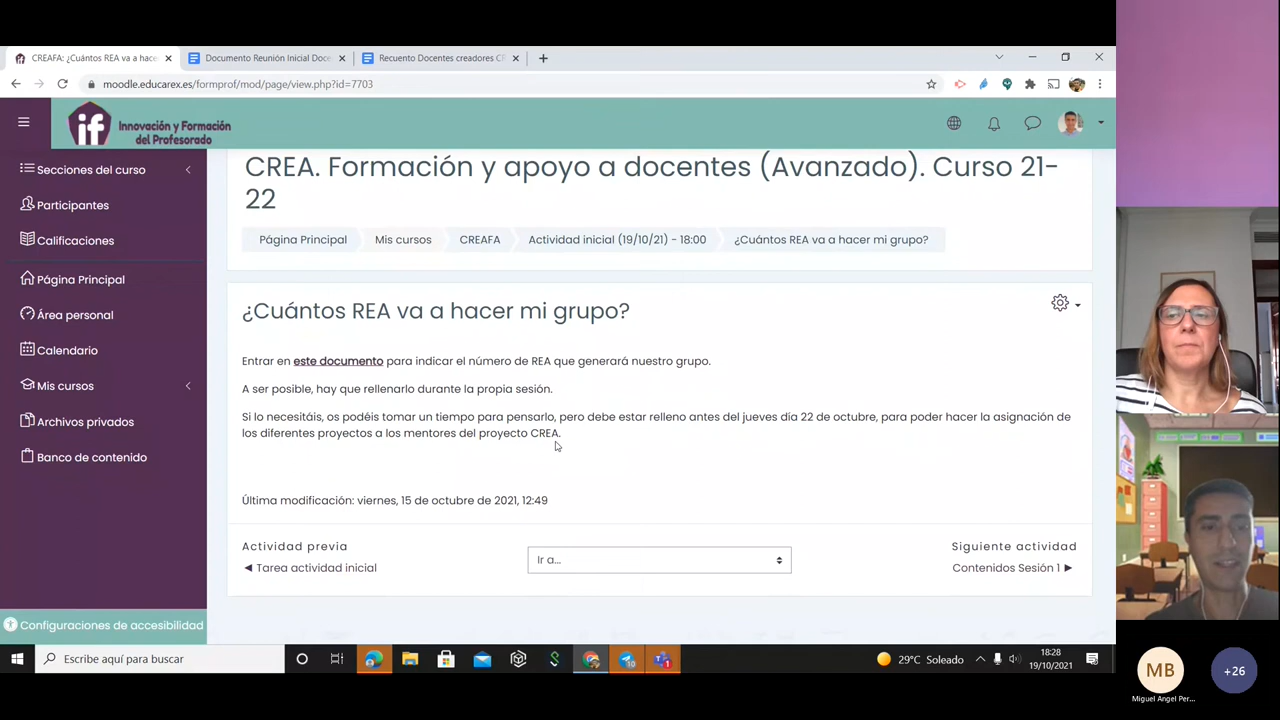 CREAFA: ¿Cuántos REA va a hace
Documento Reunión Inicial Doce
Recuento Docentes creadores CR
moodle.educarex.es/formprof/mod/page/view.php?id=7703
if Innovación y Formación
del Profesorado
Secciones del curso
Participantes
Calificaciones
Página Principal
Área personal
Calendario
Mis cursos
Archivos privados
Banco de contenido
Configuraciones de accesibilidad
CREA. Formación y apoyo a docentes (Avanzado). Curso 21-
22
Página Principal Mis cursos CREAFA Actividad inicial (19/10/21) - 18:00 ¿Cuántos REA va a hacer mi grupo?
¿Cuántos REA va a hacer mi grupo?
Entrar en este documento para indicar el número de REA que generará nuestro grupo.
A ser posible, hay que rellenarlo durante la propia sesión.
Si lo necesitáis, os podéis tomar un tiempo para pensarlo, pero debe estar relleno antes del jueves día 22 de octubre, para poder hacer la asignación de
los diferentes proyectos a los mentores del proyecto CREA.
Última modificación: viernes, 15 de octubre de 2021, 12:49
Actividad previa
◄ Tarea actividad inicial
Ir a...
Siguiente actividad
Contenidos Sesión 1 ►
Escribe aquí para buscar
29°C Soleado
18:28
19/10/2021
MB
Miguel Angel Per...
+26